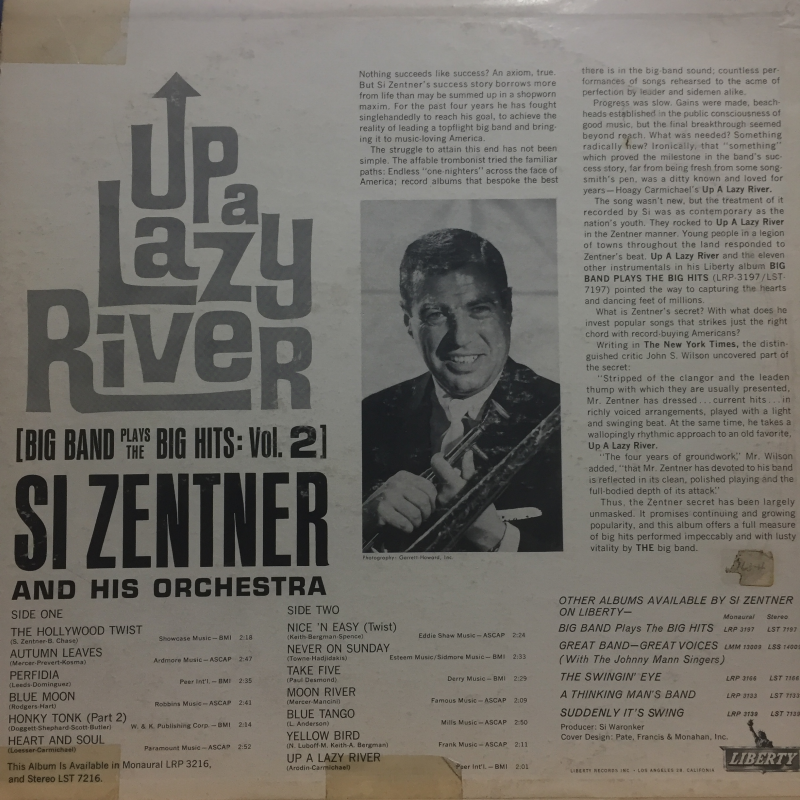 UP a
Lazy
River
[BIG BAND PLAYS THE BIG HITS: Vol. 2]
SI ZENTNER
AND HIS ORCHESTRA
SIDE ONE
THE HOLLYWOOD TWIST
(S. Zentner-B. Chase) Showcase Music—BMI 2:18
AUTUMN LEAVES
(Mercer-Prevert-Kosma) Ardmore Music—ASCAP 2:47
PERFIDIA
(Leeds-Dominguez) Peer Int'l.—BMI 2:35
BLUE MOON
(Rodgers-Hart) Robbins Music—ASCAP 2:41
HONKY TONK (Part 2)
(Doggett-Shephard-Scott-Butler) W. & K. Publishing Corp.—BMI 2:14
HEART AND SOUL
(Loesser-Carmichael) Paramount Music—ASCAP 2:52
This Album Is Available in Monaural LRP 3216,
and Stereo LST 7216.
SIDE TWO
NICE 'N EASY (Twist)
(Keith-Bergman-Spence) Eddie Shaw Music—ASCAP 2:24
NEVER ON SUNDAY
(Towne-Hadjidasis) Esteem Music/Sidmore Music—BMI 2:33
TAKE FIVE
(Paul Desmond) Derry Music—BMI 2:29
MOON RIVER
(Mercer-Mancini) Famous Music—ASCAP 2:09
BLUE TANGO
(L. Anderson) Mills Music—ASCAP 2:50
YELLOW BIRD
(N. Luboff-M. Keith-A. Bergman) Frank Music—ASCAP 2:11
UP A LAZY RIVER
(Arodin-Carmichael) Peer Int'l—BMI 2:01
Nothing succeeds like success? An axiom, true.
But Si Zentner's success story borrows more
from life than may be summed up in a shopworn
maxim. For the past four years he has fought
singlehandedly to reach his goal, to achieve the
reality of leading a topflight big band and bring-
ing it to music-loving America.
The struggle to attain this end has not been
simple. The affable trombonist tried the familiar
paths: Endless "one-nighters" across the face of
America; record albums that bespoke the best
Photography: Garrett-Howard, Inc.
there is in the big-band sound; countless per-
formances of songs rehearsed to the acme of
perfection by leader and sidemen alike.
Progress was slow. Gains were made, beach-
heads established in the public consciousness of
good music, but the final breakthrough seemed
beyond reach. What was needed? Something
radically new? Ironically, that "something"
which proved the milestone in the band's suc-
cess story, far from being fresh from some song-
smith's pen, was a ditty known and loved for
years—Hoagy Carmichael's Up A Lazy River.
The song wasn't new, but the treatment of it
recorded by Si was as contemporary as the
nation's youth. They rocked to Up A Lazy River
in the Zentner manner. Young people in a legion
of towns throughout the land responded to
Zentner's beat. Up A Lazy River and the eleven
other instrumentals in his Liberty album BIG
BAND PLAYS THE BIG HITS (LRP-3197/LST-
7197) pointed the way to capturing the hearts
and dancing feet of millions.
What is Zentner's secret? With what does he
invest popular songs that strikes just the right
chord with record-buying Americans?
Writing in The New York Times, the distin-
guished critic John S. Wilson uncovered part of
the secret:
"Stripped of the clangor and the leaden
thump with which they are usually presented,
Mr. Zentner has dressed...current hits...in
richly voiced arrangements, played with a light
and swinging beat. At the same time, he takes a
wallopingly rhythmic approach to an old favorite,
Up A Lazy River.
"The four years of groundwork," Mr. Wilson
added, "that Mr. Zentner has devoted to his band
is reflected in its clean, polished playing and the
full-bodied depth of its attack."
Thus, the Zentner secret has been largely
unmasked. It promises continuing and growing
popularity, and this album offers a full measure
of big hits performed impeccably and with lusty
vitality by THE big band.
OTHER ALBUMS AVAILABLE BY SI ZENTNER
ON LIBERTY— Monaural Stereo
BIG BAND Plays The BIG HITS LRP 3197 LST 7197
GREAT BAND—GREAT VOICES LMM 13009 LSS 14009
(With The Johnny Mann Singers)
THE SWINGIN' EYE LRP 3166 LST 7166
A THINKING MAN'S BAND LRP 3133 LST 7133
SUDDENLY IT'S SWING LRP 3139 LST 7139
Producer: Si Waronker
Cover Design: Pate, Francis & Monahan, Inc.
LIBERTY RECORDS INC. • LOS ANGELES 28, CALIFORNIA
LIBERTY